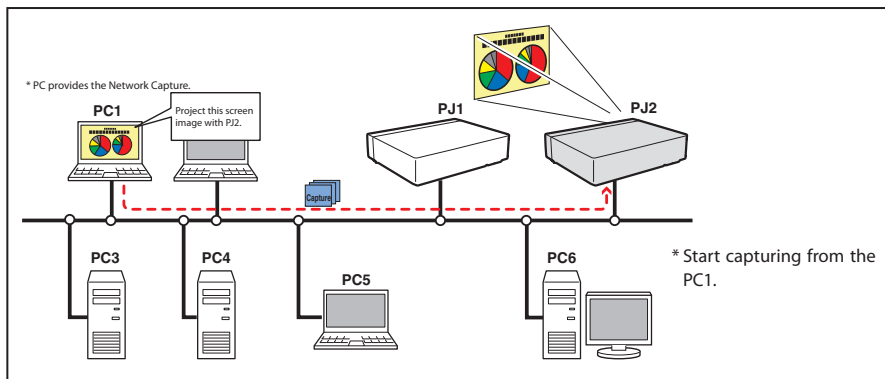 * PC provides the Network Capture.
PC1
Project this screen
image with PJ2.
PJ1
PJ2
Capture
PC3
PC4
PC5
PC6
* Start capturing from the
PC1.